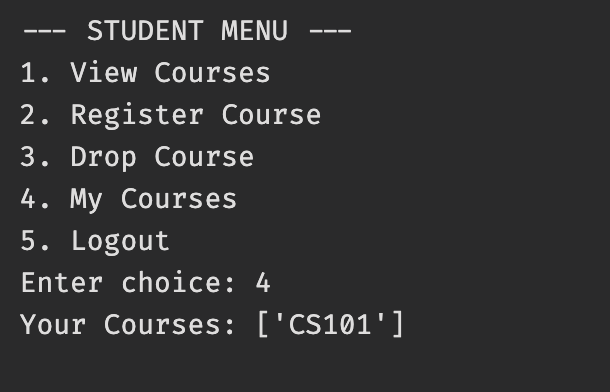 --- STUDENT MENU ---
1. View Courses
2. Register Course
3. Drop Course
4. My Courses
5. Logout
Enter choice: 4
Your Courses: ['CS101']